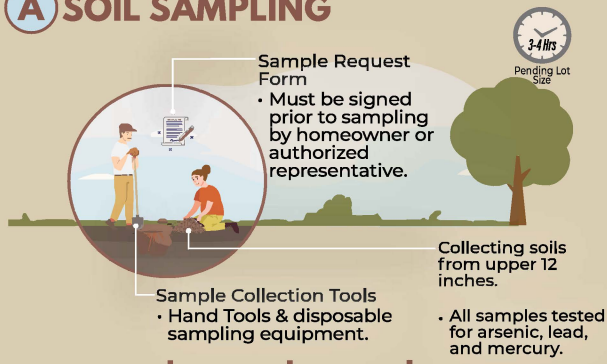 A SOIL SAMPLING
3-4 Hrs
Pending Lot
Size
Sample Request
Form
• Must be signed
prior to sampling
by homeowner or
authorized
representative.
Collecting soils
from upper 12
inches.
Sample Collection Tools
• Hand Tools & disposable
sampling equipment.
• All samples tested
for arsenic, lead,
and mercury.